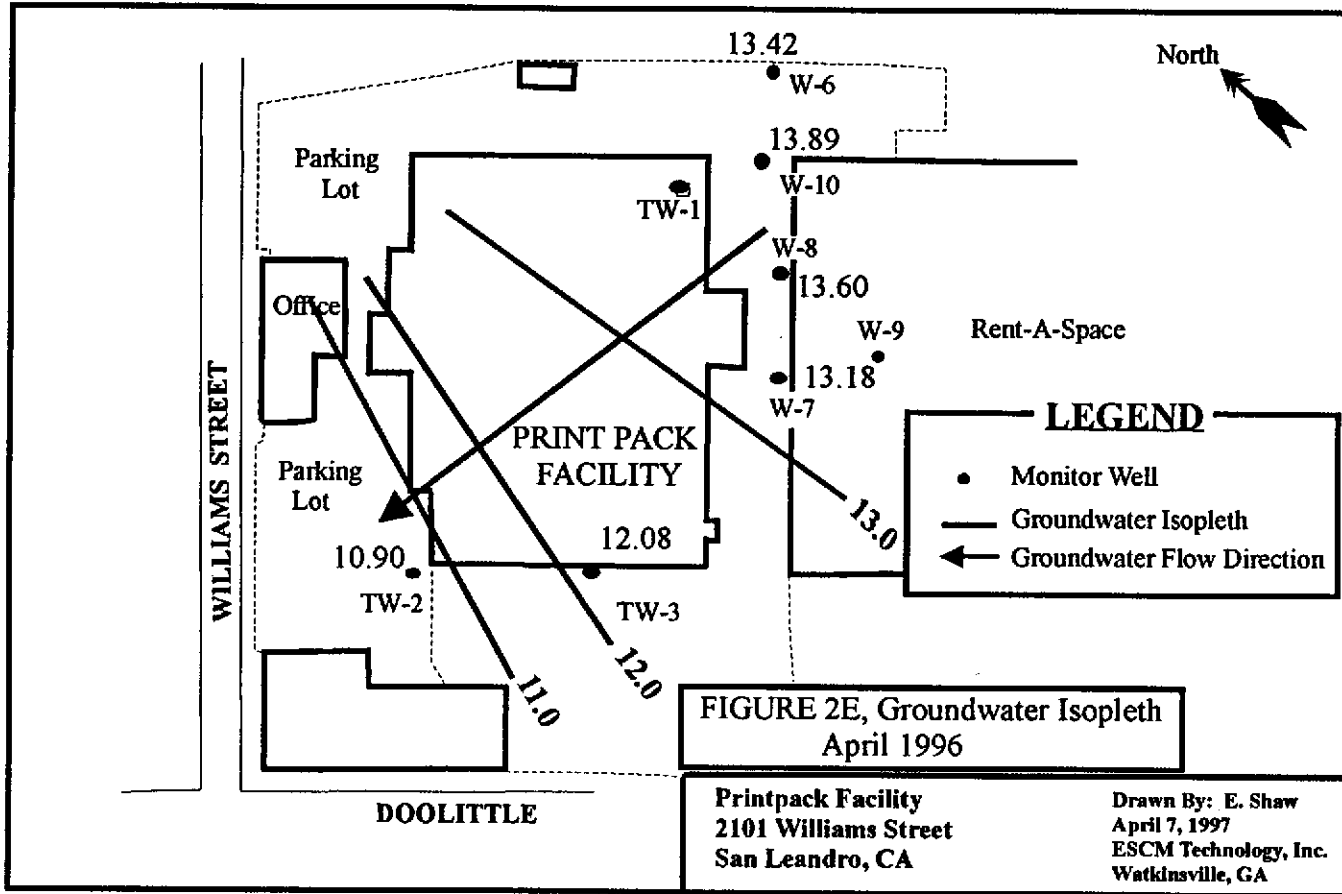 13.42
W-6
North
13.89
W-10
Parking
Lot
TW-1
W-8
13.60
Office
W-9
Rent-A-Space
13.18
W-7
WILLIAMS STREET
PRINT PACK
FACILITY
LEGEND
Monitor Well
Groundwater Isopleth
Groundwater Flow Direction
Parking
Lot
13.0
12.08
10.90
TW-2
TW-3
12.0
11.0
FIGURE 2E, Groundwater Isopleth
April 1996
DOOLITTLE
Printpack Facility
2101 Williams Street
San Leandro, CA
Drawn By: E. Shaw
April 7, 1997
ESCM Technology, Inc.
Watkinsville, GA